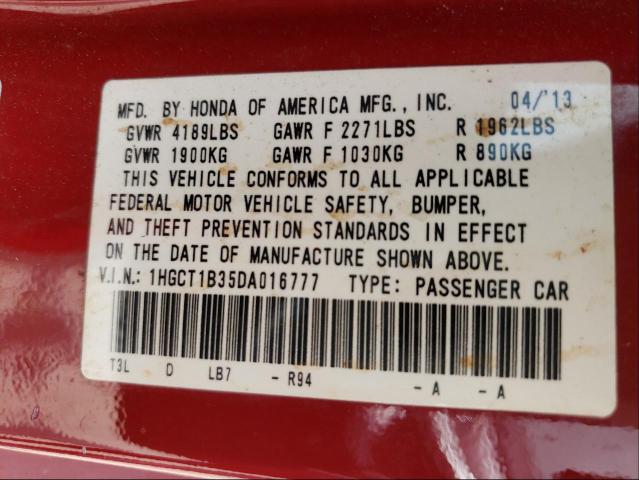 MFD. BY HONDA OF AMERICA MFG., INC. 04/'13
GVWR 4189LBS GAWR F 2271LBS R 1962LBS
GVWR 1900KG GAWR F 1030KG R 890KG
THIS VEHICLE CONFORMS TO ALL APPLICABLE
FEDERAL MOTOR VEHICLE SAFETY, BUMPER,
AND THEFT PREVENTION STANDARDS IN EFFECT
ON THE DATE OF MANUFACTURE SHOWN ABOVE.
V.I.N.: 1HGCT1B35DA016777 TYPE: PASSENGER CAR
T3L D LB7 - R94 - A - A